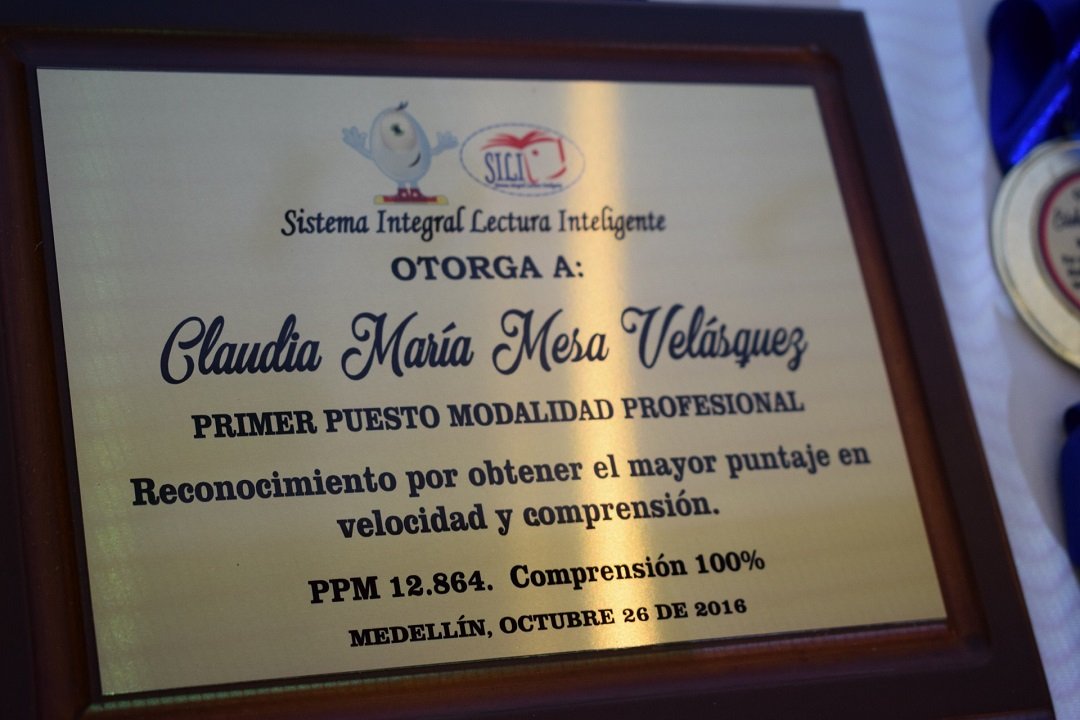 SILI
Sistema Integral Lectura Inteligente
OTORGA A:
Claudia María Mesa Velásquez
PRIMER PUESTO MODALIDAD PROFESIONAL
Reconocimiento por obtener el mayor puntaje en
velocidad y comprensión.
PPM 12.864. Comprensión 100%
MEDELLÍN, OCTUBRE 26 DE 2016